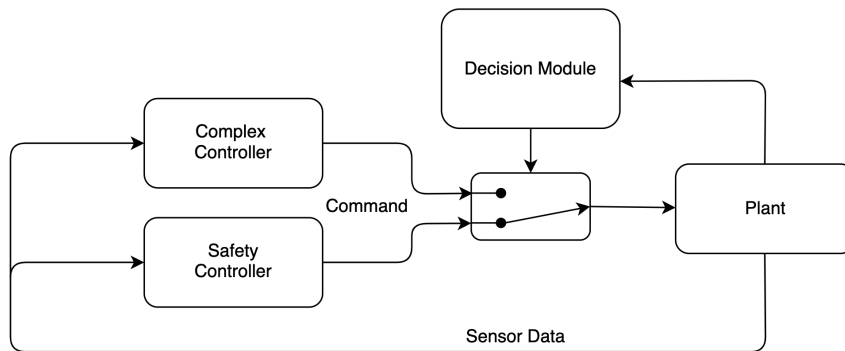 Decision Module
Complex
Controller
Command
Plant
Safety
Controller
Sensor Data